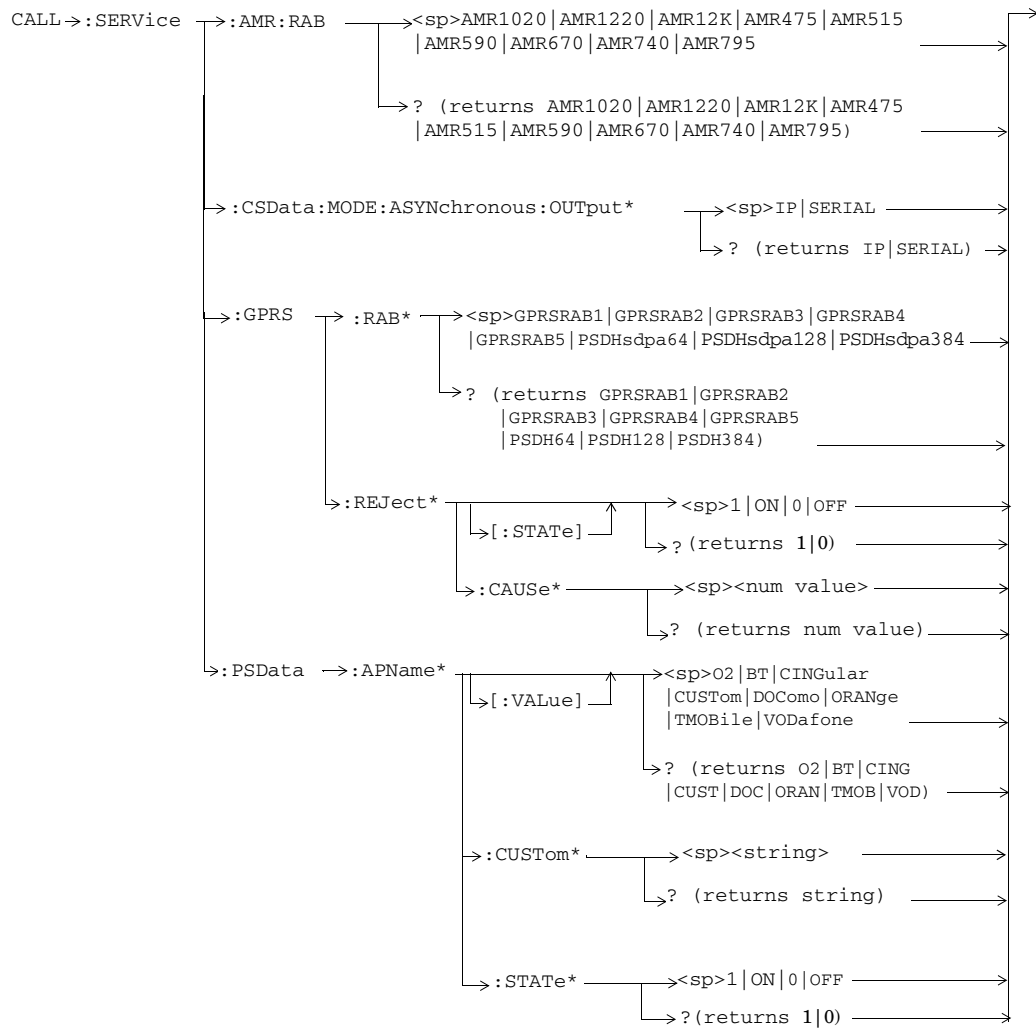 CALL :SERVice :AMR:RAB <sp>AMR1020|AMR1220|AMR12K|AMR475|AMR515
|AMR590|AMR670|AMR740|AMR795
? (returns AMR1020|AMR1220|AMR12K|AMR475
|AMR515|AMR590|AMR670|AMR740|AMR795)
:CSData:MODE:ASYNchronous:OUTput* <sp>IP|SERIAL
? (returns IP|SERIAL)
:GPRS :RAB* <sp>GPRSRAB1|GPRSRAB2|GPRSRAB3|GPRSRAB4
|GPRSRAB5|PSDHsdpa64|PSDHsdpa128|PSDHsdpa384
? (returns GPRSRAB1|GPRSRAB2
|GPRSRAB3|GPRSRAB4|GPRSRAB5
|PSDH64|PSDH128|PSDH384)
:REJect* <sp>1|ON|0|OFF
[:STATe]
? (returns 1|0)
:CAUSe* <sp><num value>
? (returns num value)
:PSData :APName* <sp>O2|BT|CINGular
[:VALue] |CUSTom|DOComo|ORANge
|TMOBile|VODafone
? (returns O2|BT|CING
|CUST|DOC|ORAN|TMOB|VOD)
:CUSTom* <sp><string>
? (returns string)
:STATe* <sp>1|ON|0|OFF
?(returns 1|0)